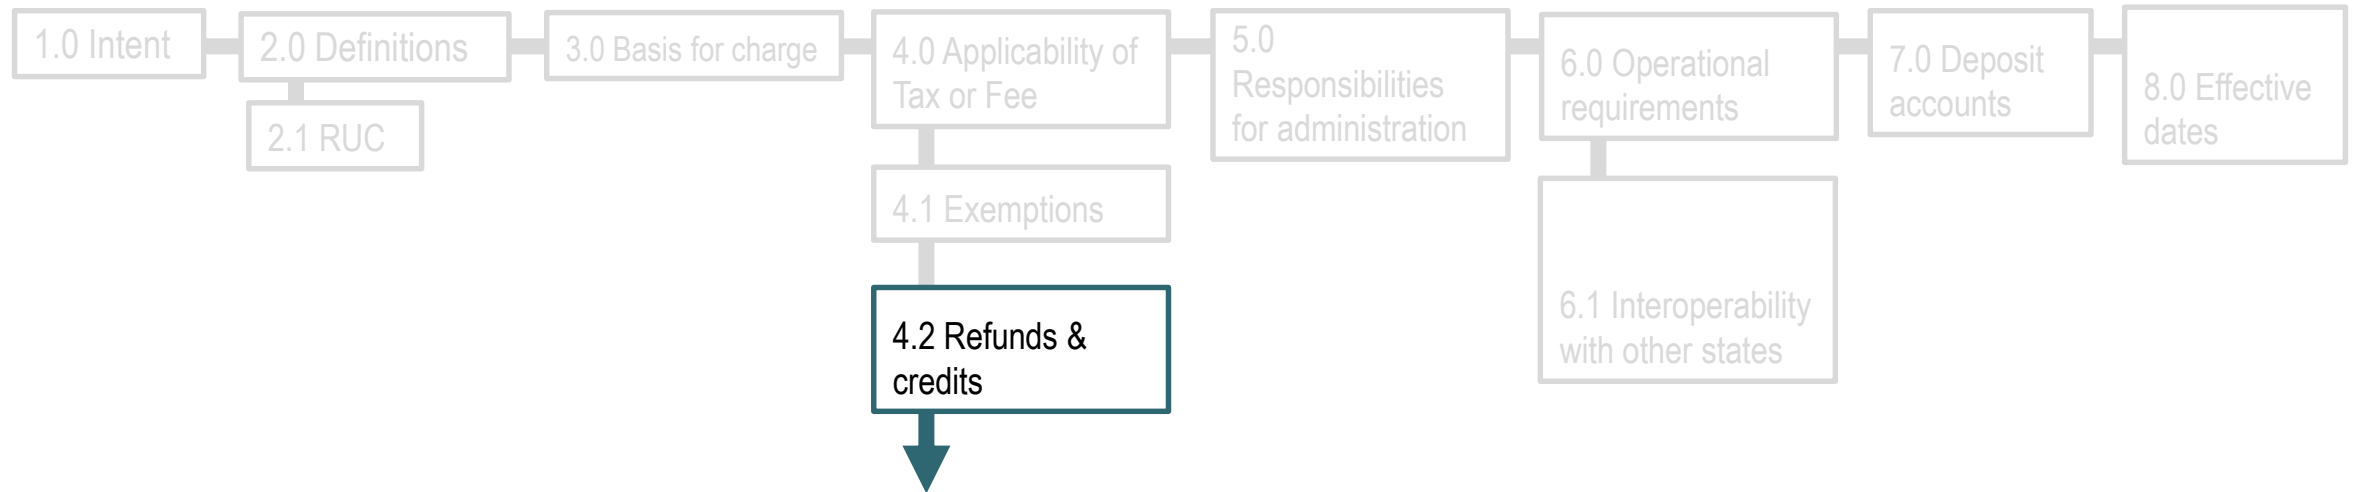 1.0 Intent
2.0 Definitions
2.1 RUC
3.0 Basis for charge
4.0 Applicability of
Tax or Fee
4.1 Exemptions
4.2 Refunds &
credits
5.0
Responsibilities
for administration
6.0 Operational
requirements
6.1 Interoperability
with other states
7.0 Deposit
accounts
8.0 Effective
dates